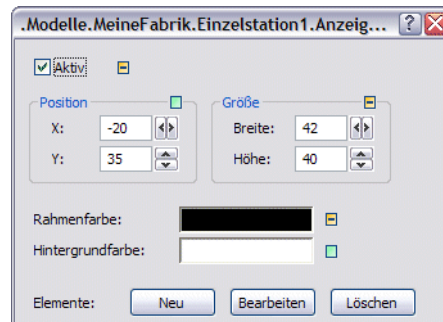 .Modelle.MeineFabrik.Einzelstation1.Anzeig... ?
Aktiv
Position
Größe
X: -20
Breite: 42
Y: 35
Höhe: 40
Rahmenfarbe:
Hintergrundfarbe:
Elemente: Neu Bearbeiten Löschen